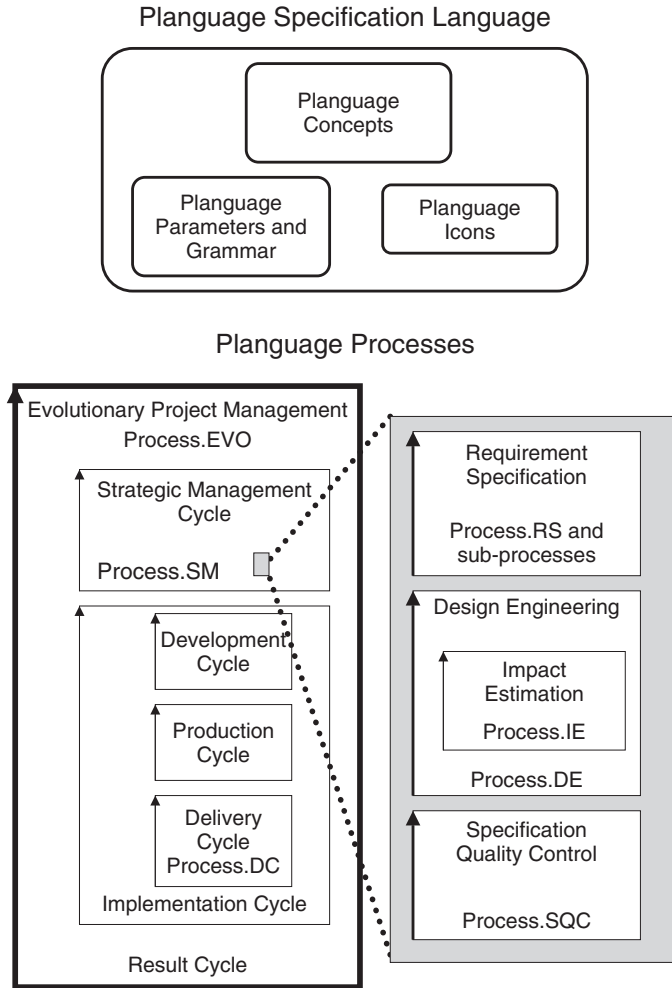 Planguage Specification Language
Planguage
Concepts
Planguage
Parameters and
Grammar
Planguage
Icons
Planguage Processes
Evolutionary Project Management
Process.EVO
Strategic Management
Cycle
Process.SM
Development
Cycle
Production
Cycle
Delivery
Cycle
Process.DC
Implementation Cycle
Result Cycle
Requirement
Specification
Process.RS and
sub-processes
Design Engineering
Impact
Estimation
Process.IE
Process.DE
Specification
Quality Control
Process.SQC